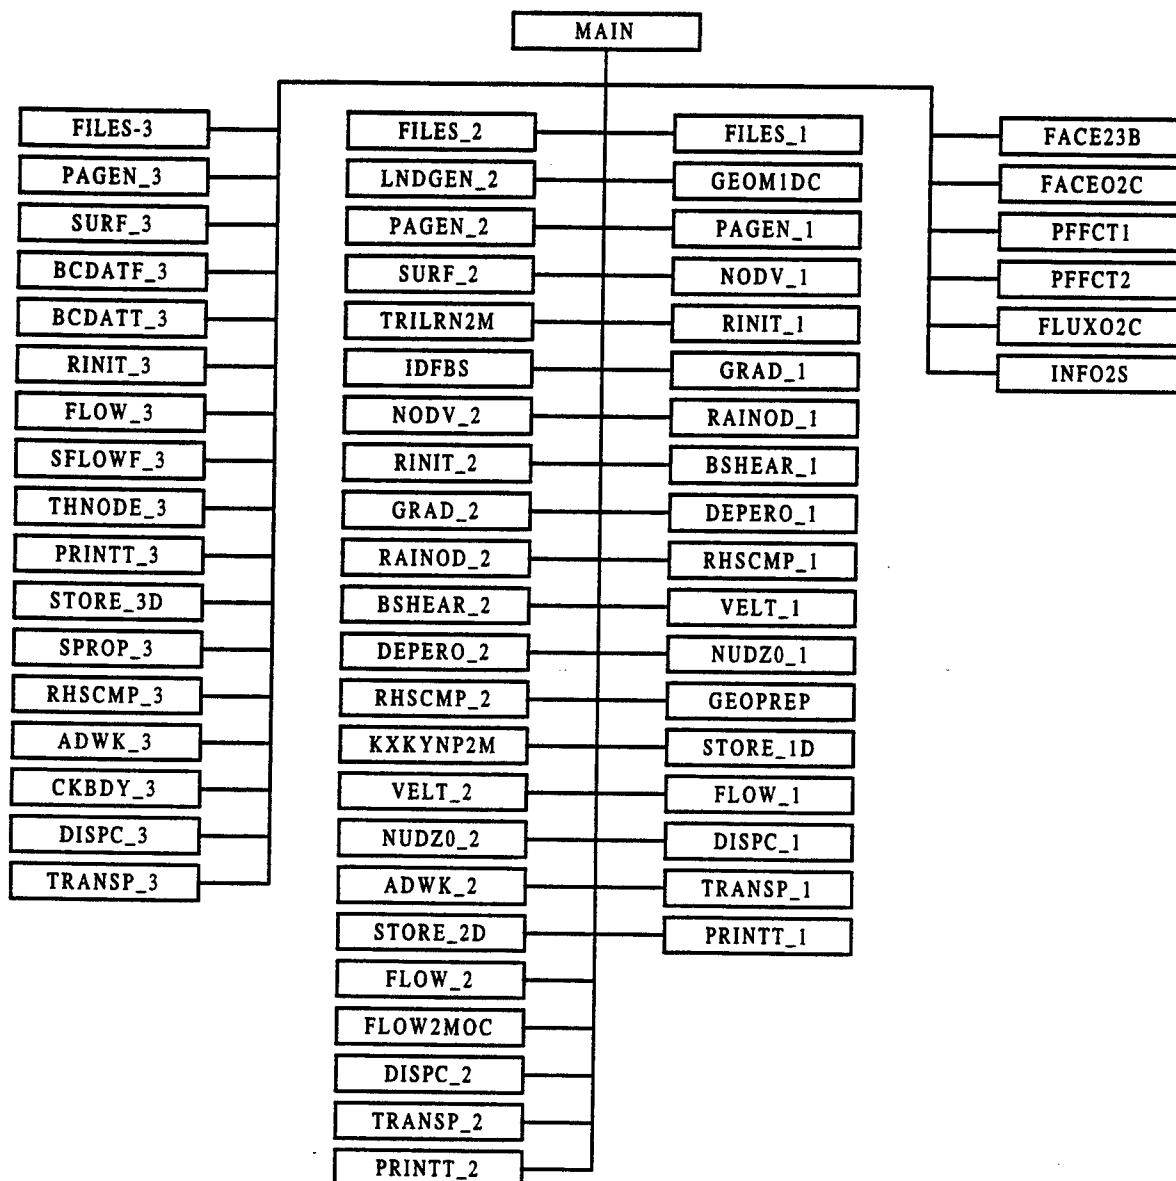 MAIN
FILES-3
PAGEN_3
SURF_3
BCDATF_3
BCDATT_3
RINIT_3
FLOW_3
SFLOWF_3
THNODE_3
PRINTT_3
STORE_3D
SPROP_3
RHSCMP_3
ADWK_3
CKBDY_3
DISPC_3
TRANSP_3
FILES_2
LNDGEN_2
PAGEN_2
SURF_2
TRILRN2M
IDFBS
NODV_2
RINIT_2
GRAD_2
RAINOD_2
BSHEAR_2
DEPERO_2
RHSCMP_2
KXKYNP2M
VELT_2
NUDZ0_2
ADWK_2
STORE_2D
FLOW_2
FLOW2MOC
DISPC_2
TRANSP_2
PRINTT_2
FILES_1
GEOM1DC
PAGEN_1
NODV_1
RINIT_1
GRAD_1
RAINOD_1
BSHEAR_1
DEPERO_1
RHSCMP_1
VELT_1
NUDZ0_1
GEOPREP
STORE_1D
FLOW_1
DISPC_1
TRANSP_1
PRINTT_1
FACE23B
FACEO2C
PFFCT1
PFFCT2
FLUXO2C
INFO2S